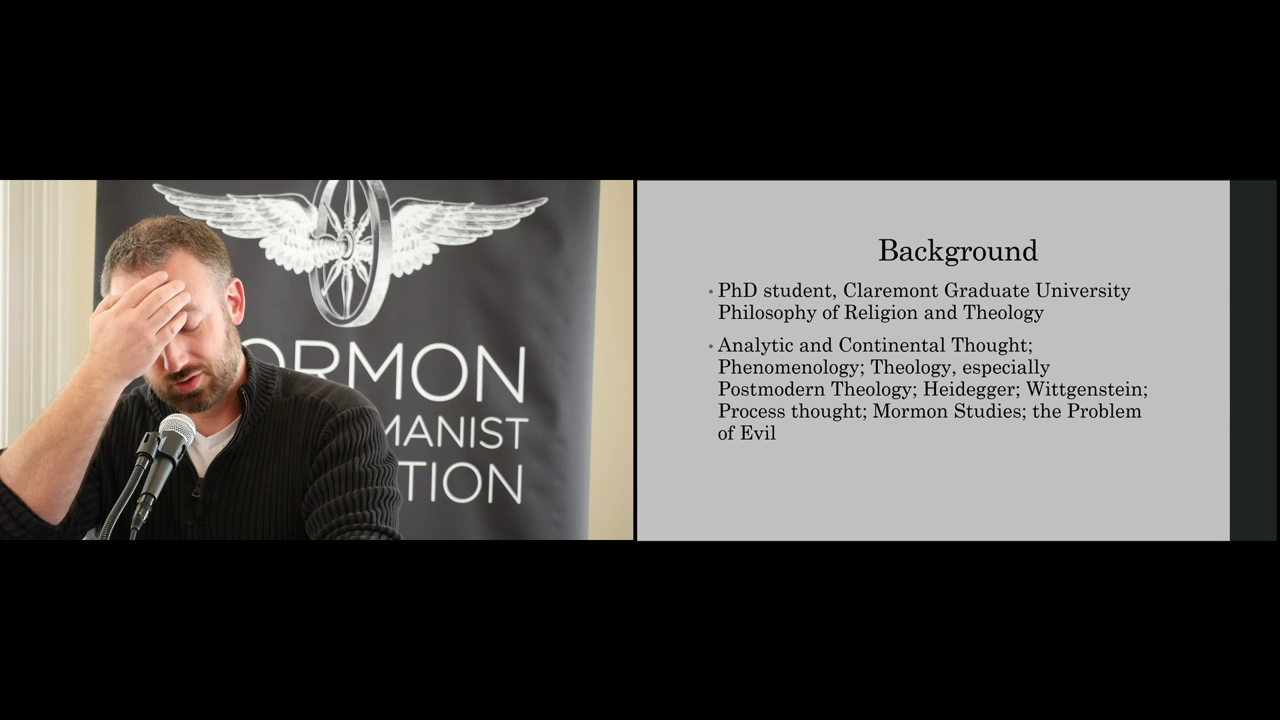 ORMON
MANIST
TION
Background
• PhD student, Claremont Graduate University
Philosophy of Religion and Theology
• Analytic and Continental Thought;
Phenomenology; Theology, especially
Postmodern Theology; Heidegger; Wittgenstein;
Process thought; Mormon Studies; the Problem
of Evil